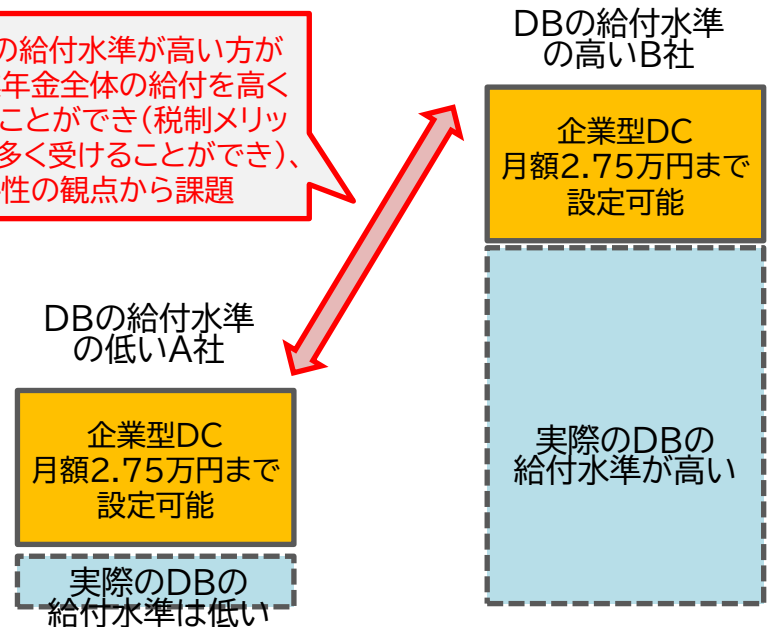 の給付水準が高い方が
年金全体の給付を高く
ことができ(税制メリッ
多く受けることができ)、
性の観点から課題
DBの給付水準
の高いB社
企業型DC
月額2.75万円まで
設定可能
実際のDBの
給付水準が高い
DBの給付水準
の低いA社
企業型DC
月額2.75万円まで
設定可能
実際のDBの
給付水準は低い